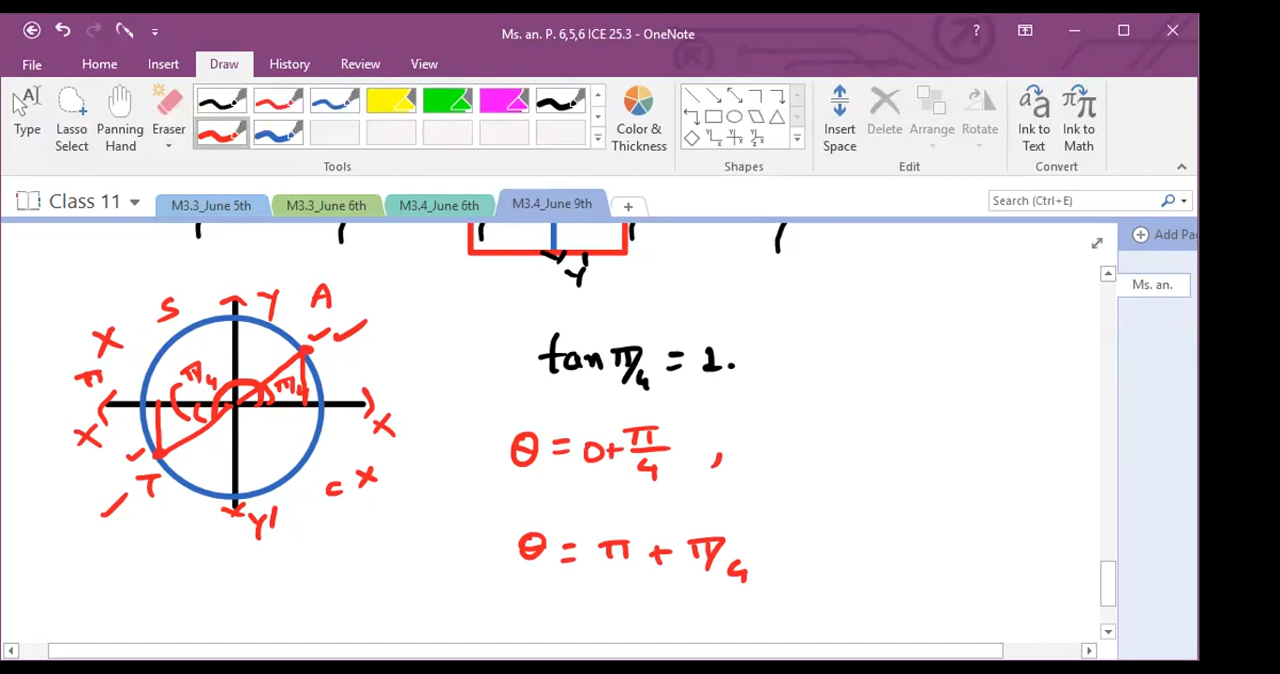 Ms. an. P. 6,5,6 ICE 25.3 - OneNote
?
File Home Insert Draw History Review View
Type
Lasso Select
Panning Hand
Eraser
Color & Thickness
Insert Space
Delete
Arrange
Rotate
Ink to Text
Ink to Math
Tools
Shapes
Edit
Convert
Class 11
M3.3_June 5th
M3.3_June 6th
M3.4_June 6th
M3.4_June 9th
+
Search (Ctrl+E)
Add Pa
Ms. an.
Y'
S Y A
X
π π/4 π/4
X' X
T C X
Y'
tan π/4 = 1.
θ = 0 + π/4 ,
θ = π + π/4